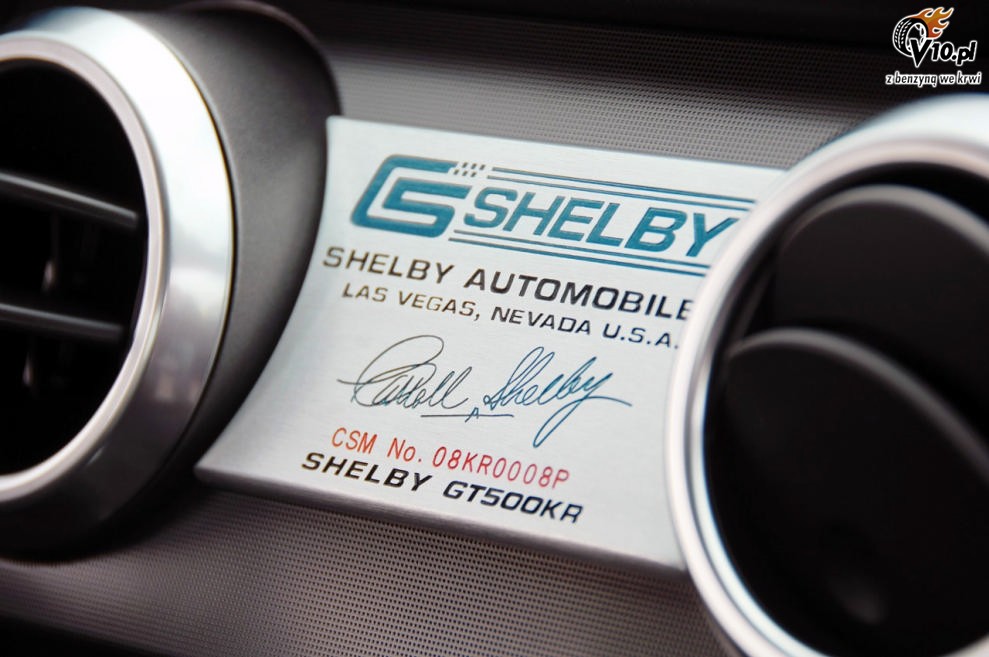 V10.pl
z benzyną we krwi
CS SHELBY
SHELBY AUTOMOBILE
LAS VEGAS, NEVADA U.S.A.
Carroll Shelby
CSM No. 08KR0008P
SHELBY GT500KR